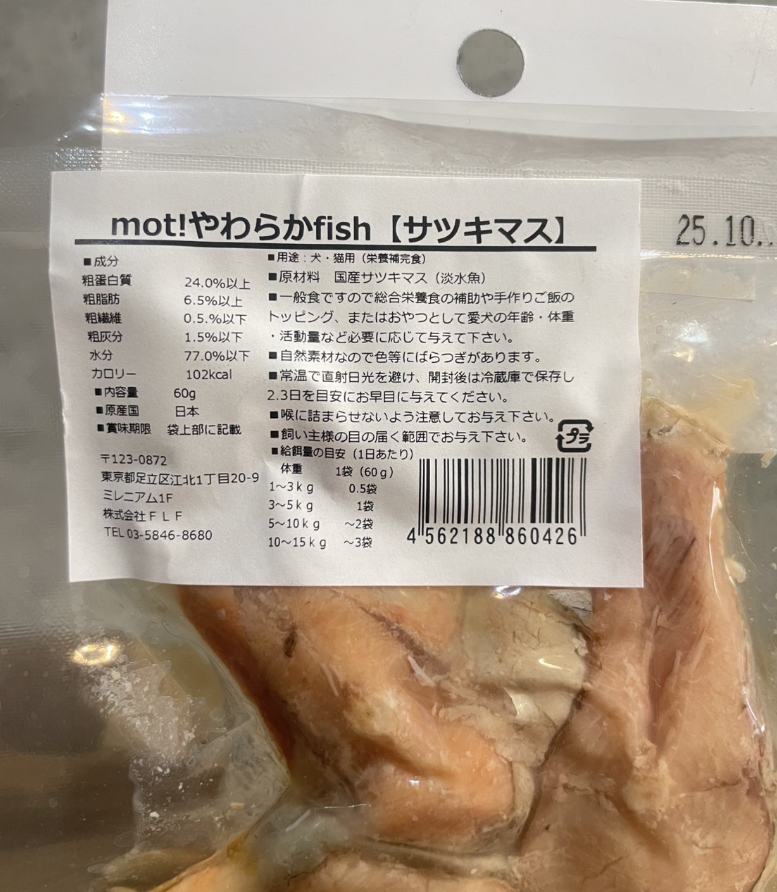 mot!やわらかfish【サツキマス】
25.10.
■成分
粗蛋白質 24.0%以上
粗脂肪 6.5%以上
粗繊維 0.5.%以下
粗灰分 1.5%以下
水分 77.0%以下
カロリー 102kcal
■内容量 60g
■原産国 日本
■賞味期限 袋上部に記載
〒123-0872
東京都足立区江北1丁目20-9
ミレニアム1F
株式会社ＦＬＦ
TEL 03-5846-8680
■用途：犬・猫用（栄養補完食）
■原材料 国産サツキマス（淡水魚）
■一般食ですので総合栄養食の補助や手作りご飯の
トッピング、またはおやつとして愛犬の年齢・体重
・活動量など必要に応じて与えて下さい。
■自然素材なので色等にばらつきがあります。
■常温で直射日光を避け、開封後は冷蔵庫で保存し
2.3日を目安にお早目に与えてください。
■喉に詰まらせないよう注意してお与え下さい。
■飼い主様の目の届く範囲でお与え下さい。
プラ
■給餌量の目安（1日あたり）
体重 1袋（60ｇ）
1～3ｋｇ 0.5袋
3～5ｋｇ 1袋
5～10ｋｇ ～2袋
10～15ｋｇ ～3袋
4 562188 860426